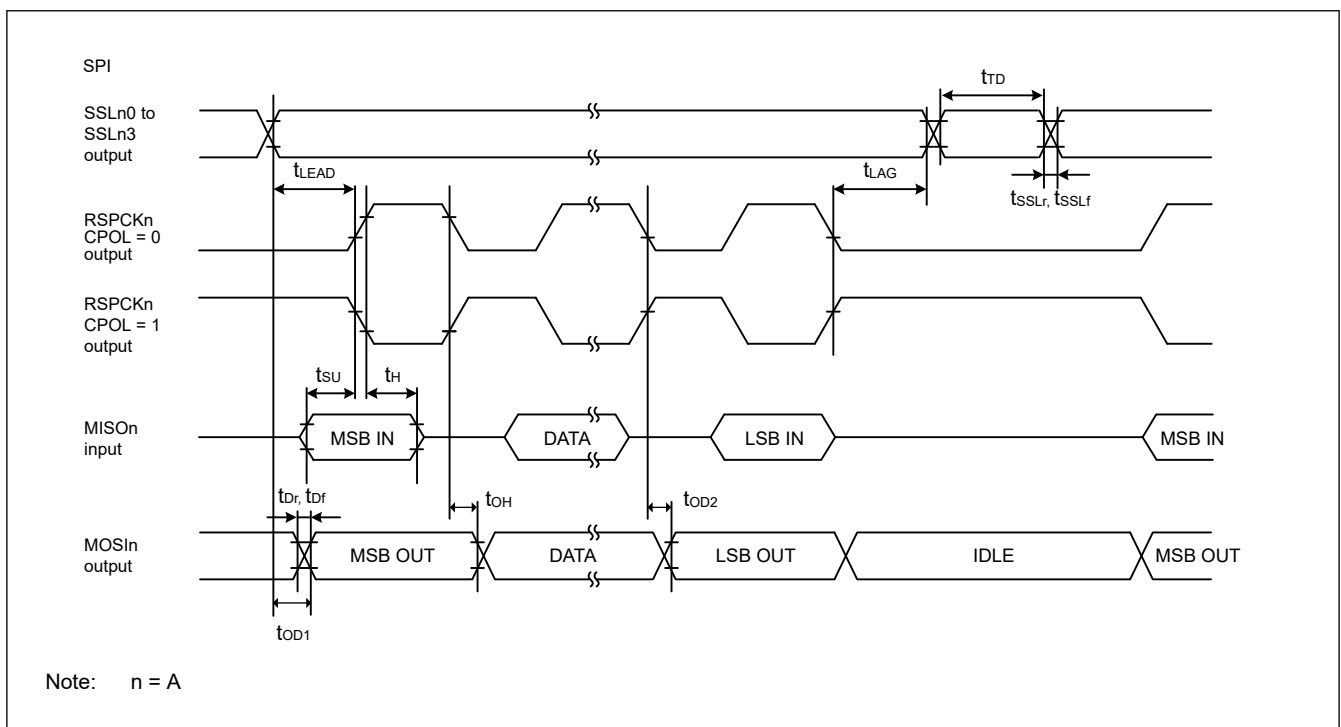 SPI
SSLn0 to
SSLn3
output
tTD
tLEAD
tLAG
tSSLr, tSSLf
RSPCKn
CPOL = 0
output
RSPCKn
CPOL = 1
output
tSU
tH
MISOn
input
MSB IN
DATA
LSB IN
MSB IN
tDr, tDf
tOH
tOD2
MOSIn
output
MSB OUT
DATA
LSB OUT
IDLE
MSB OUT
tOD1
Note: n = A